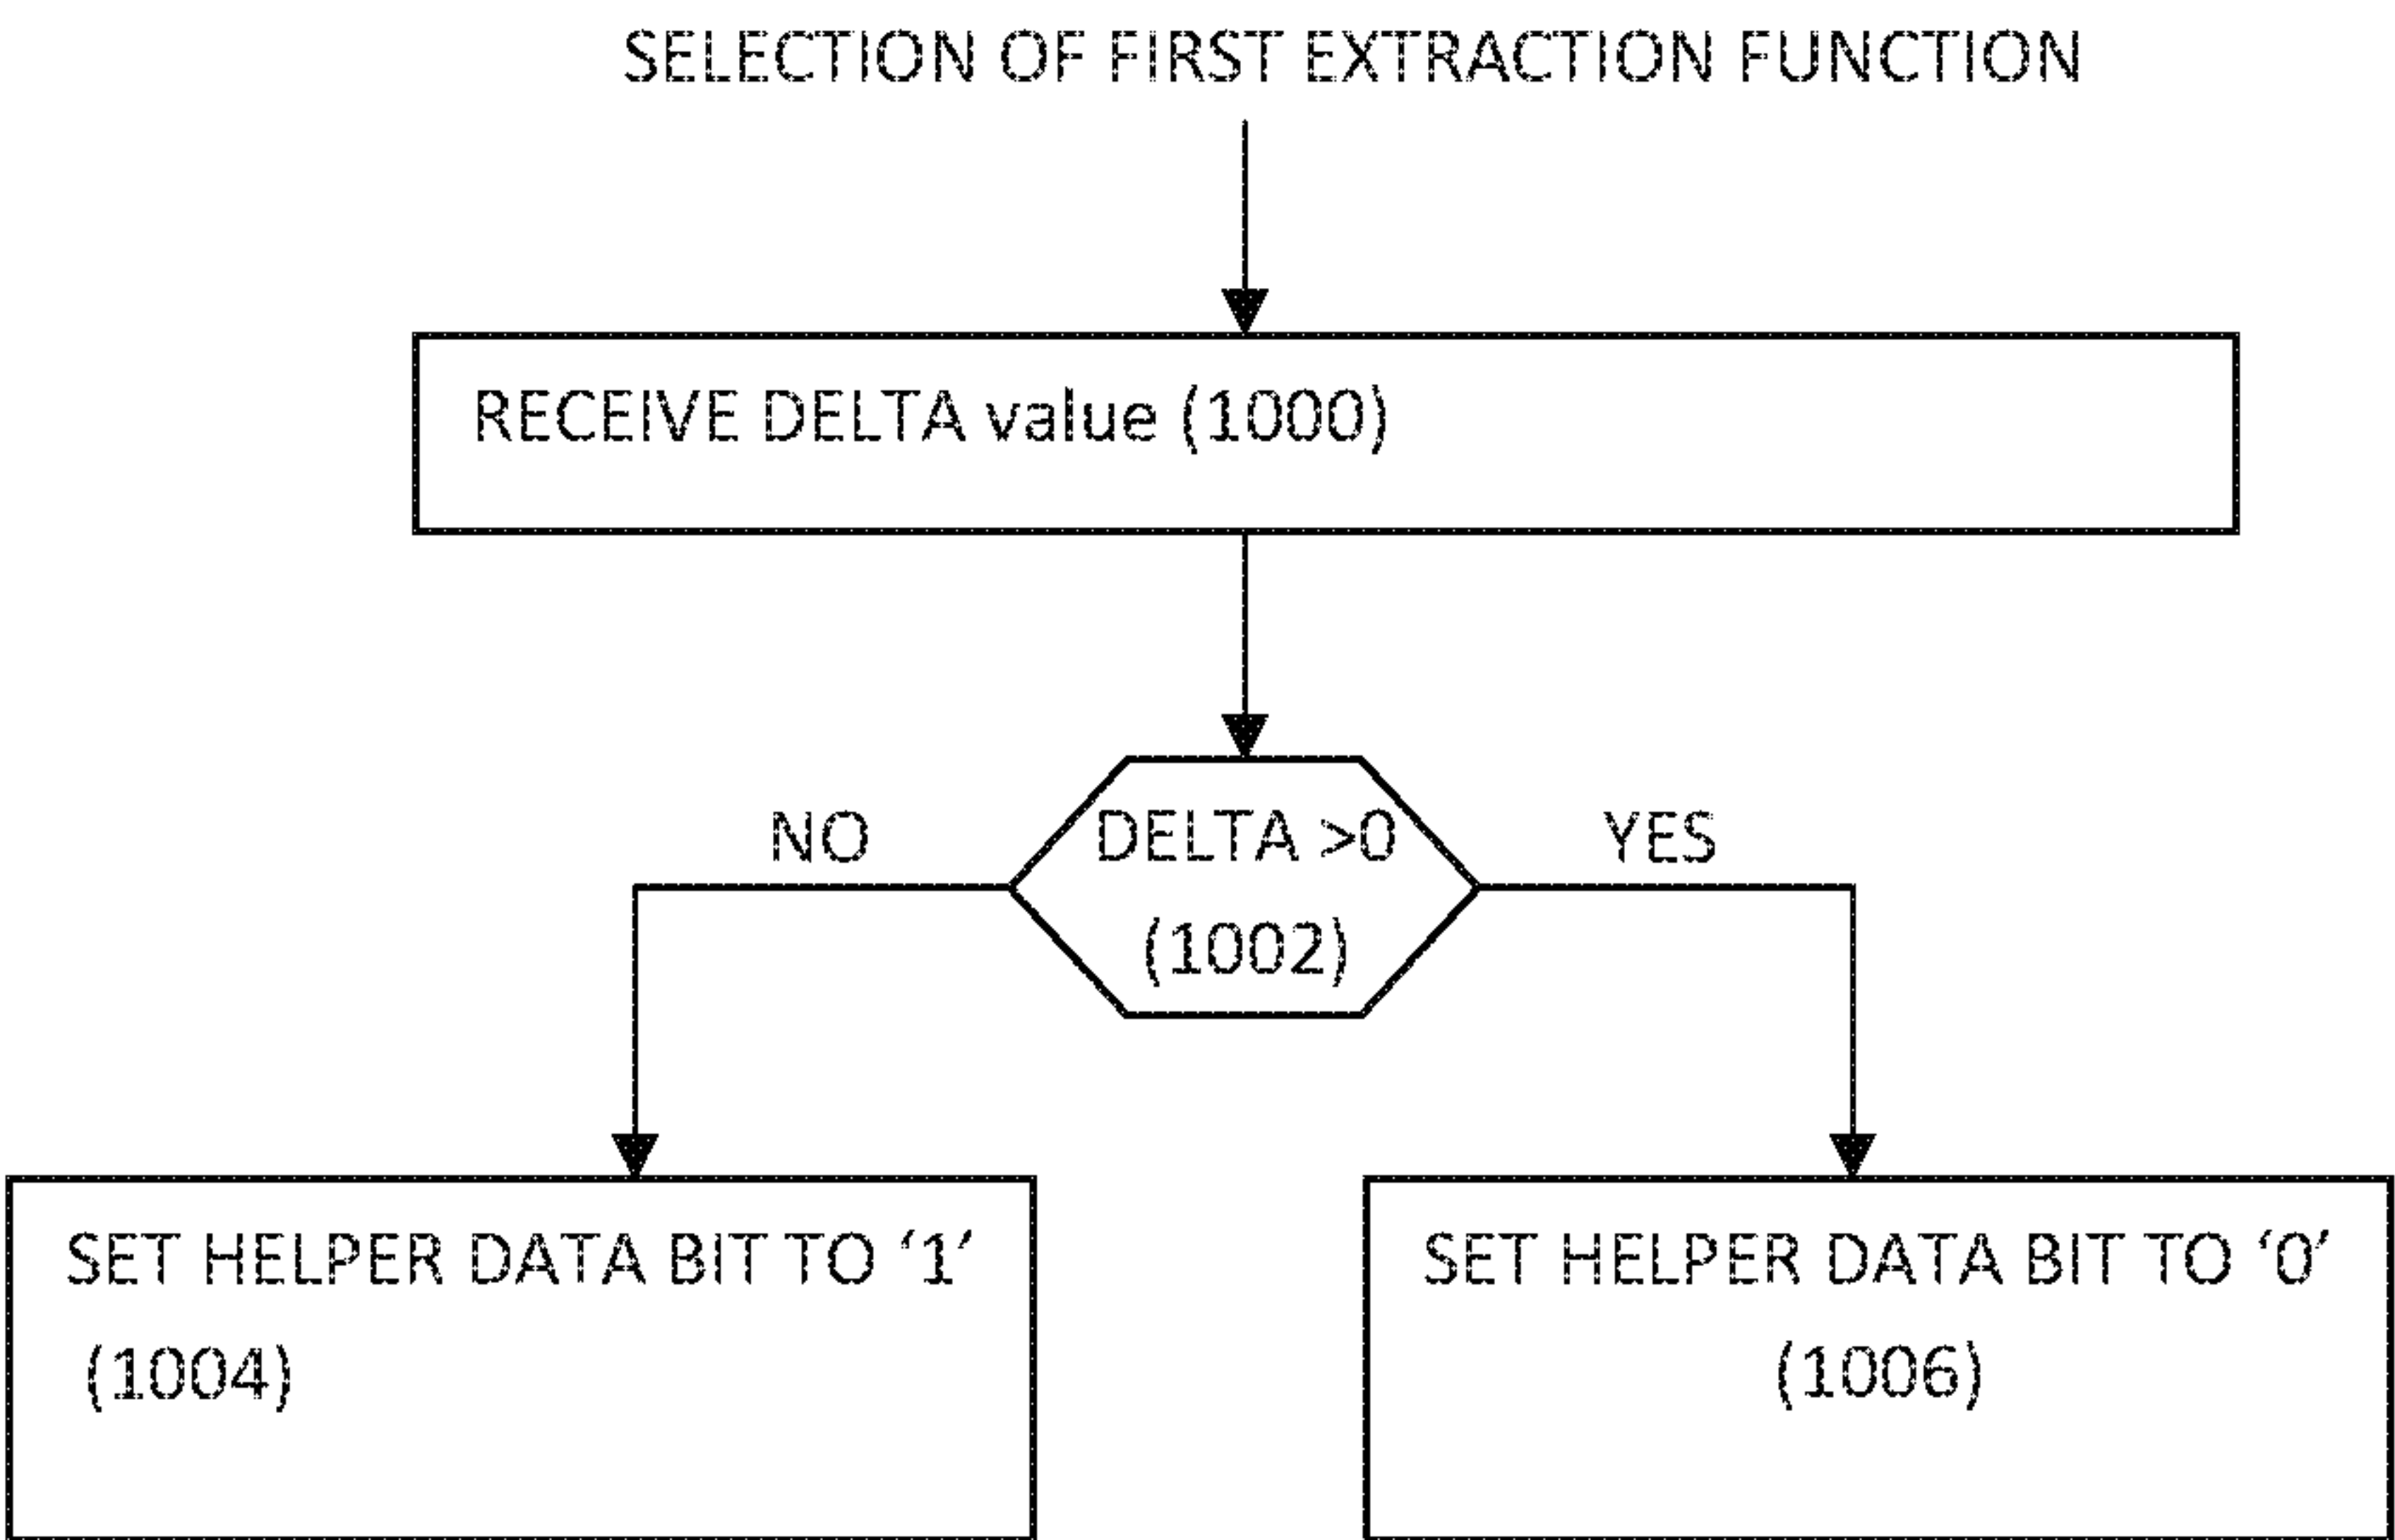 SELECTION OF FIRST EXTRACTION FUNCTION
RECEIVE DELTA value (1000)
NO
DELTA >0
YES
(1002)
SET HELPER DATA BIT TO ‘1’
(1004)
SET HELPER DATA BIT TO ‘0’
(1006)